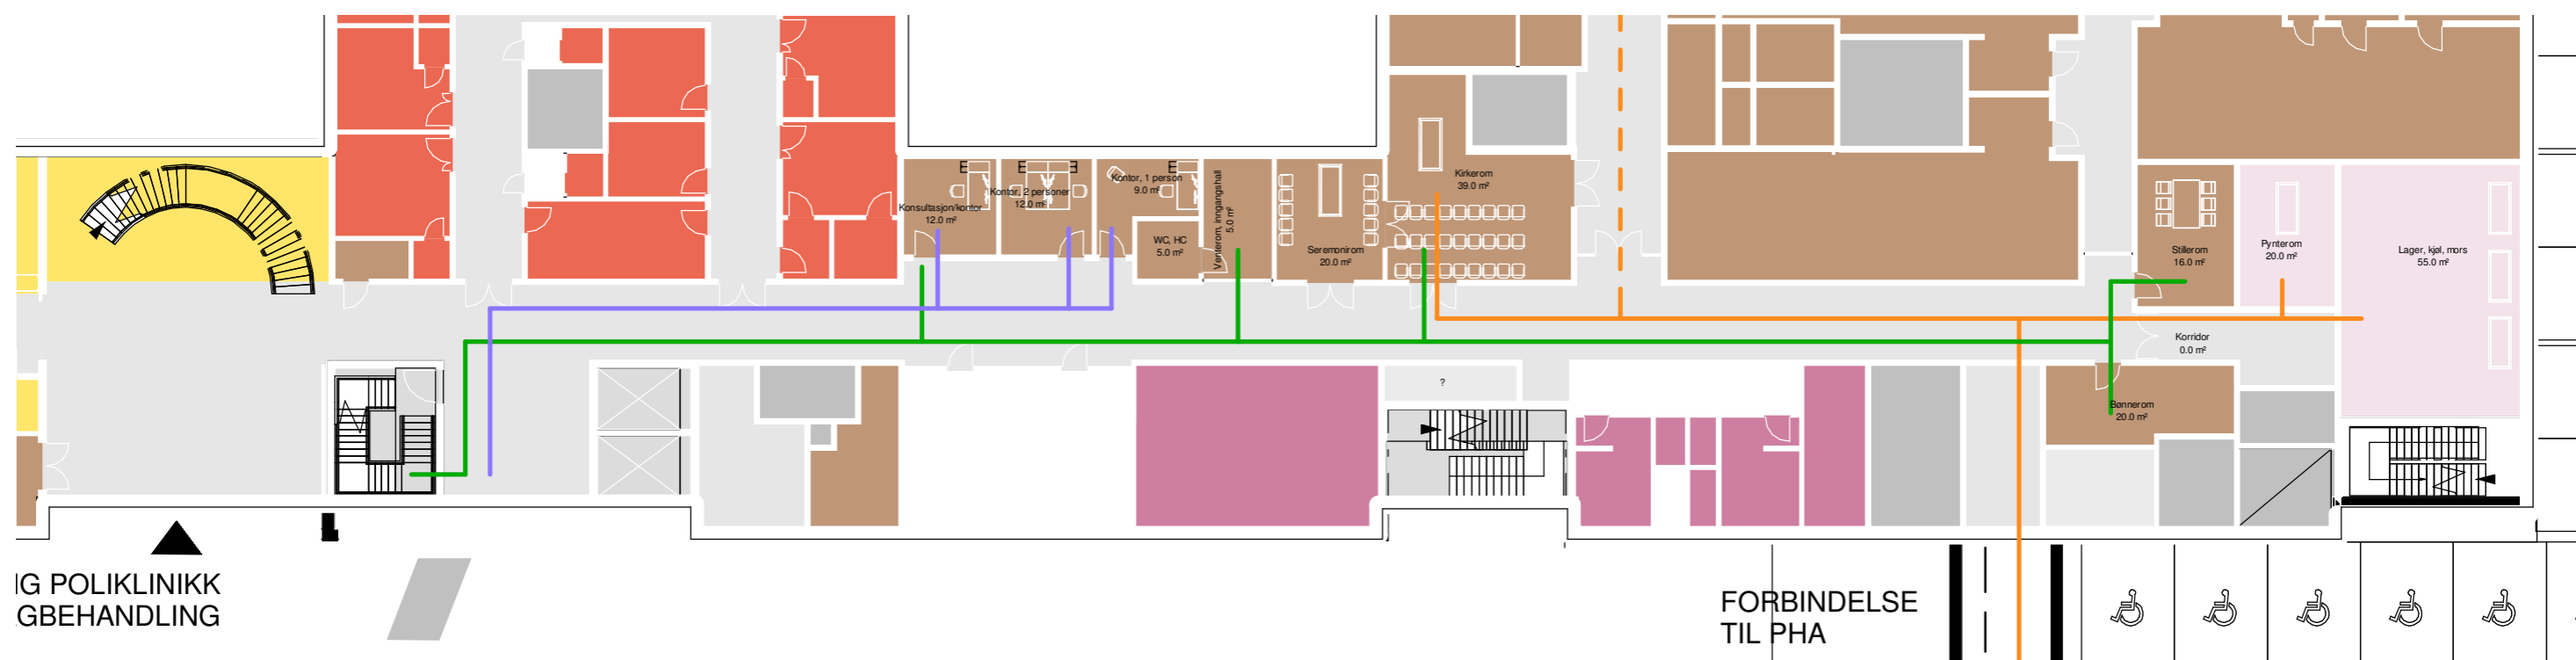 Konsultasjon/kontor
12.0 m²
Kontor, 2 personer
12.0 m²
Kontor, 1 person
9.0 m²
WC, HC
5.0 m²
Venterom, inngangshall
5.0 m²
Seremonirom
20.0 m²
Kirkerom
39.0 m²
Stillerom
16.0 m²
Pynterom
20.0 m²
Lager, kjøl, mors
55.0 m²
Korridor
0.0 m²
?
Bønnerom
20.0 m²
IG POLIKLINIKK
GBEHANDLING
FORBINDELSE
TIL PHA